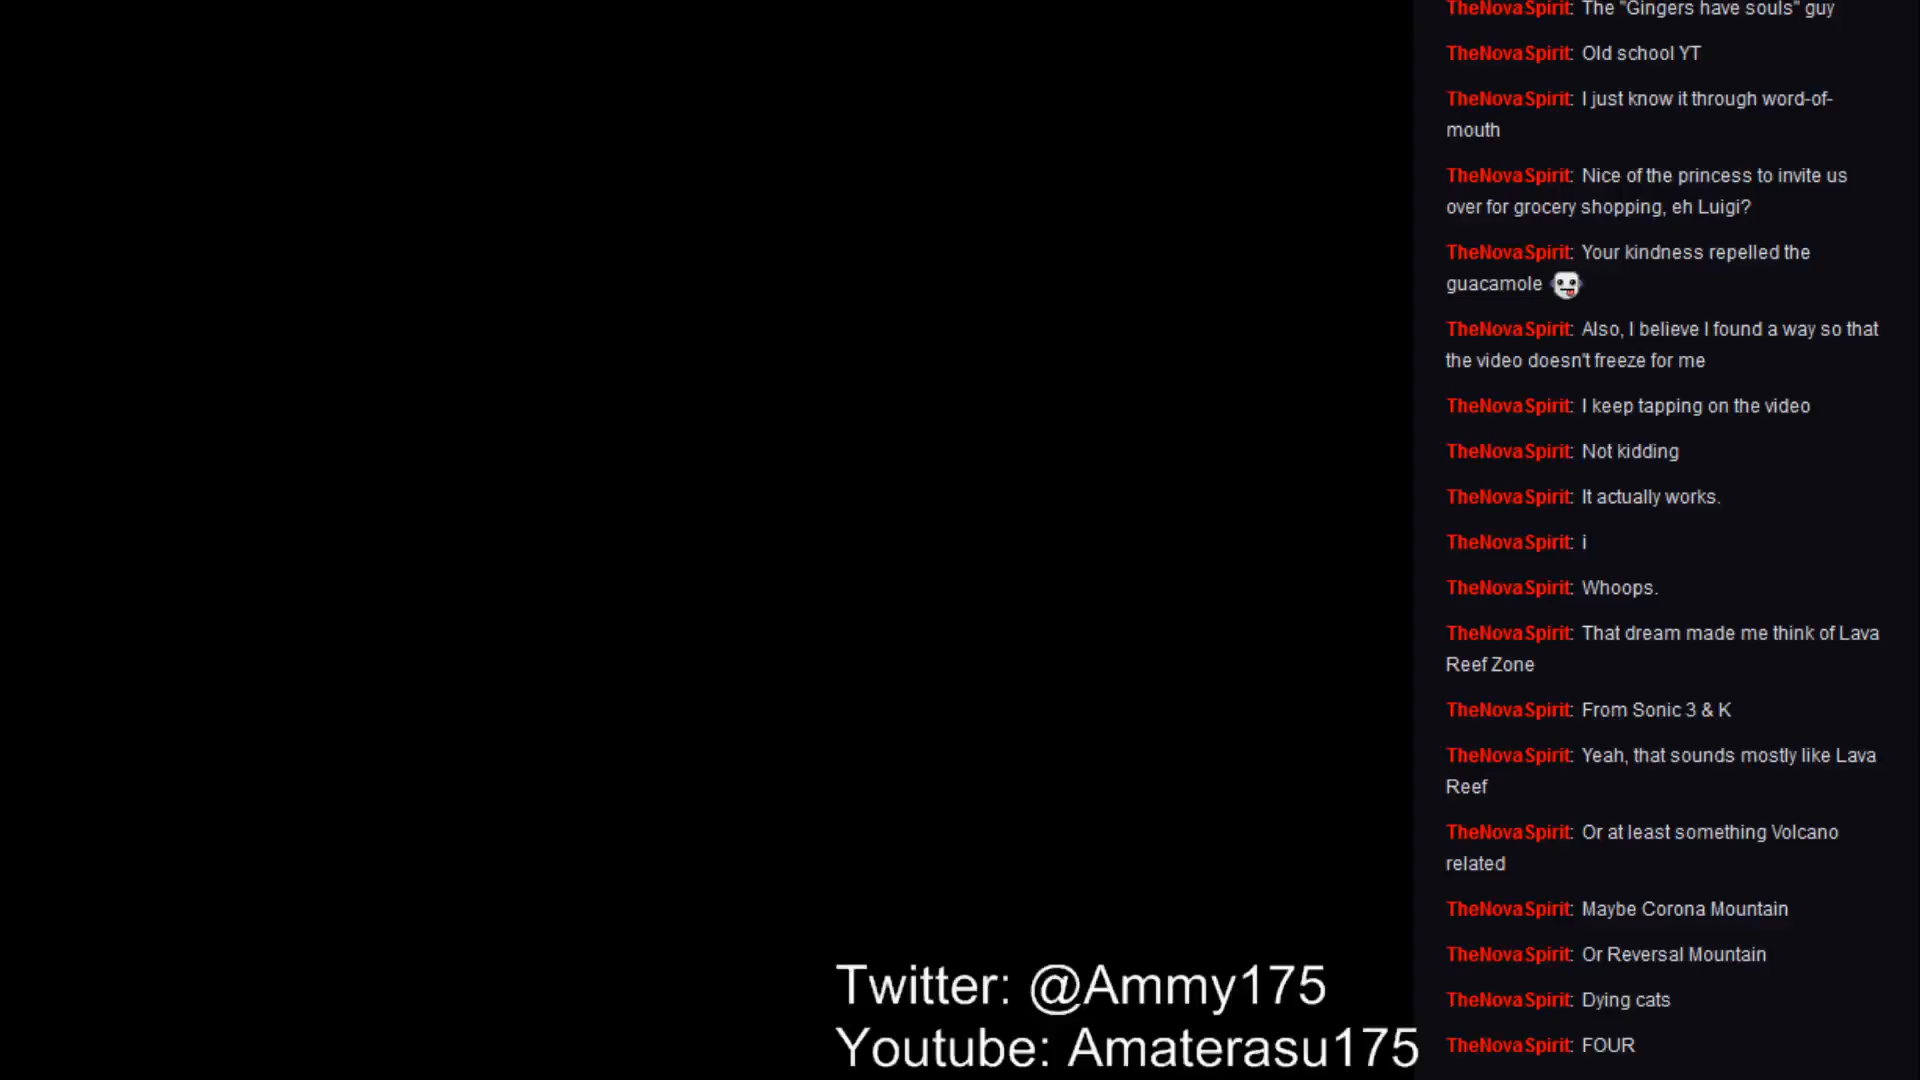 TheNovaSpirit: The "Gingers have souls" guy
TheNovaSpirit: Old school YT
TheNovaSpirit: I just know it through word-of-
mouth
TheNovaSpirit: Nice of the princess to invite us
over for grocery shopping, eh Luigi?
TheNovaSpirit: Your kindness repelled the
guacamole
TheNovaSpirit: Also, I believe I found a way so that
the video doesn't freeze for me
TheNovaSpirit: I keep tapping on the video
TheNovaSpirit: Not kidding
TheNovaSpirit: It actually works.
TheNovaSpirit: i
TheNovaSpirit: Whoops.
TheNovaSpirit: That dream made me think of Lava
Reef Zone
TheNovaSpirit: From Sonic 3 & K
TheNovaSpirit: Yeah, that sounds mostly like Lava
Reef
TheNovaSpirit: Or at least something Volcano
related
TheNovaSpirit: Maybe Corona Mountain
TheNovaSpirit: Or Reversal Mountain
TheNovaSpirit: Dying cats
TheNovaSpirit: FOUR
Twitter: @Ammy175
Youtube: Amaterasu175